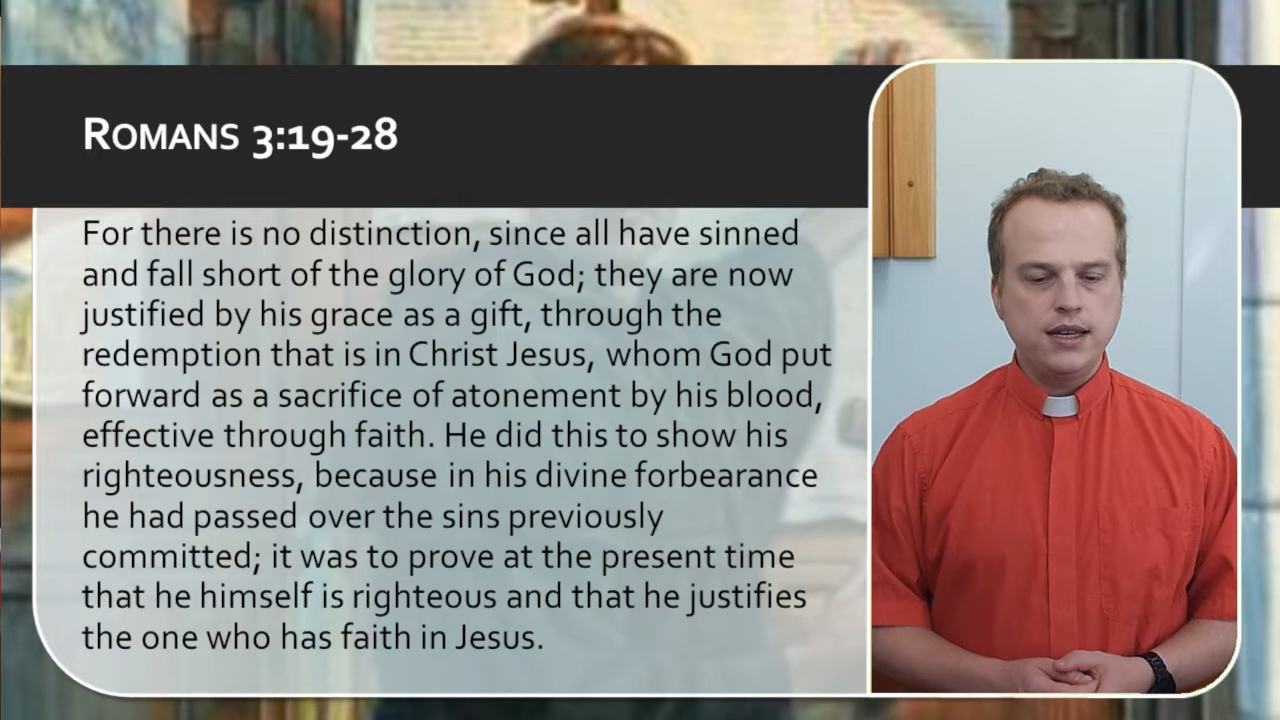 Romans 3:19-28
For there is no distinction, since all have sinned
and fall short of the glory of God; they are now
justified by his grace as a gift, through the
redemption that is in Christ Jesus, whom God put
forward as a sacrifice of atonement by his blood,
effective through faith. He did this to show his
righteousness, because in his divine forbearance
he had passed over the sins previously
committed; it was to prove at the present time
that he himself is righteous and that he justifies
the one who has faith in Jesus.